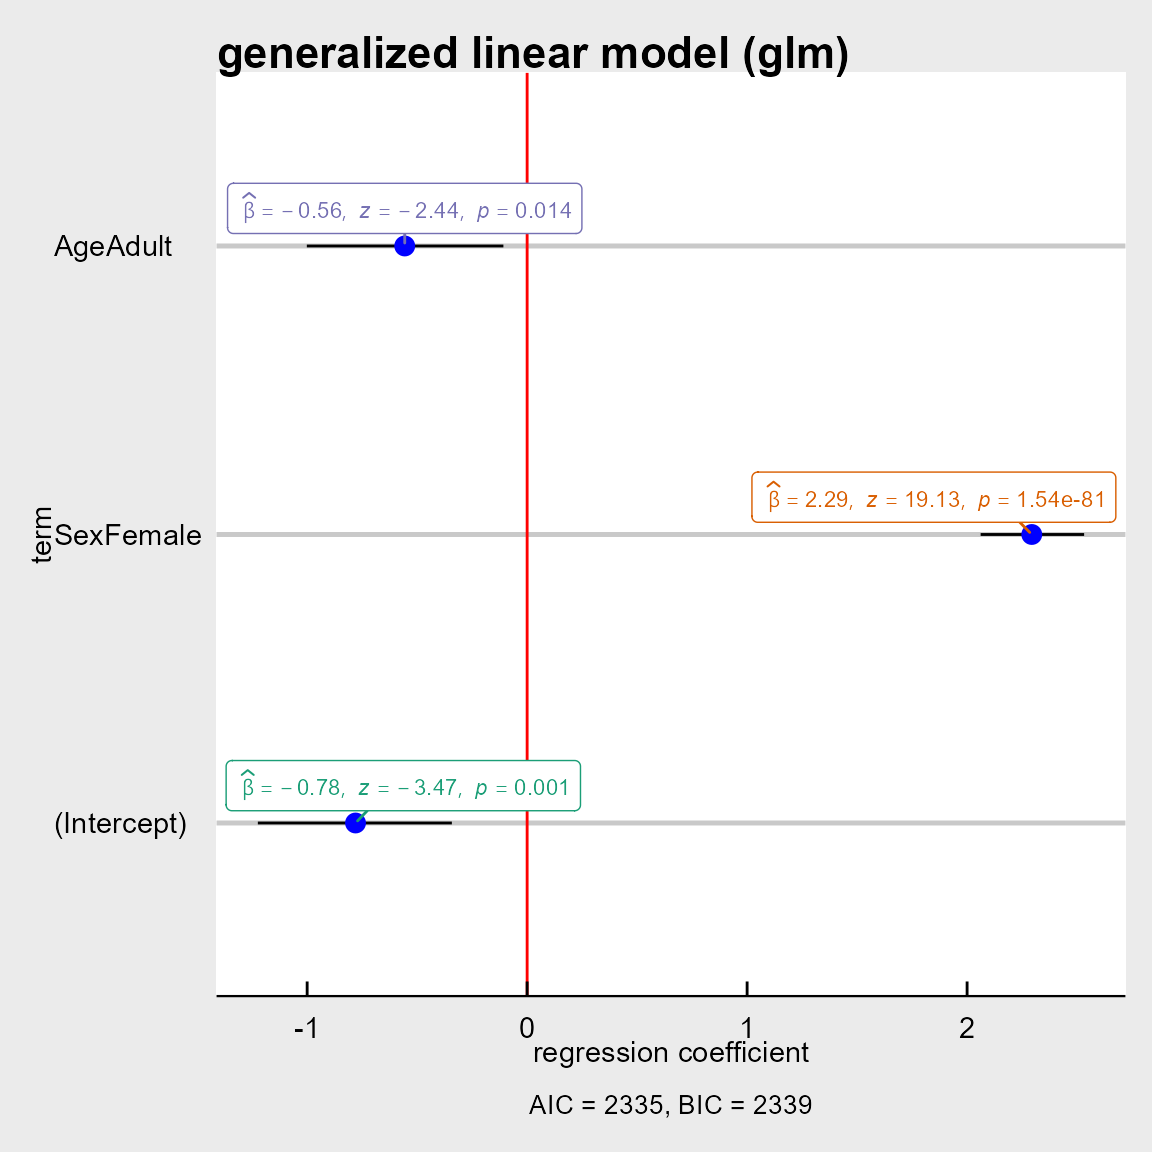 generalized linear model (glm)
β̂ = − 0.56, z = − 2.44, p = 0.014
AgeAdult
β̂ = 2.29, z = 19.13, p = 1.54e-81
term
SexFemale
β̂ = − 0.78, z = − 3.47, p = 0.001
(Intercept)
-1 0 1 2
regression coefficient
AIC = 2335, BIC = 2339